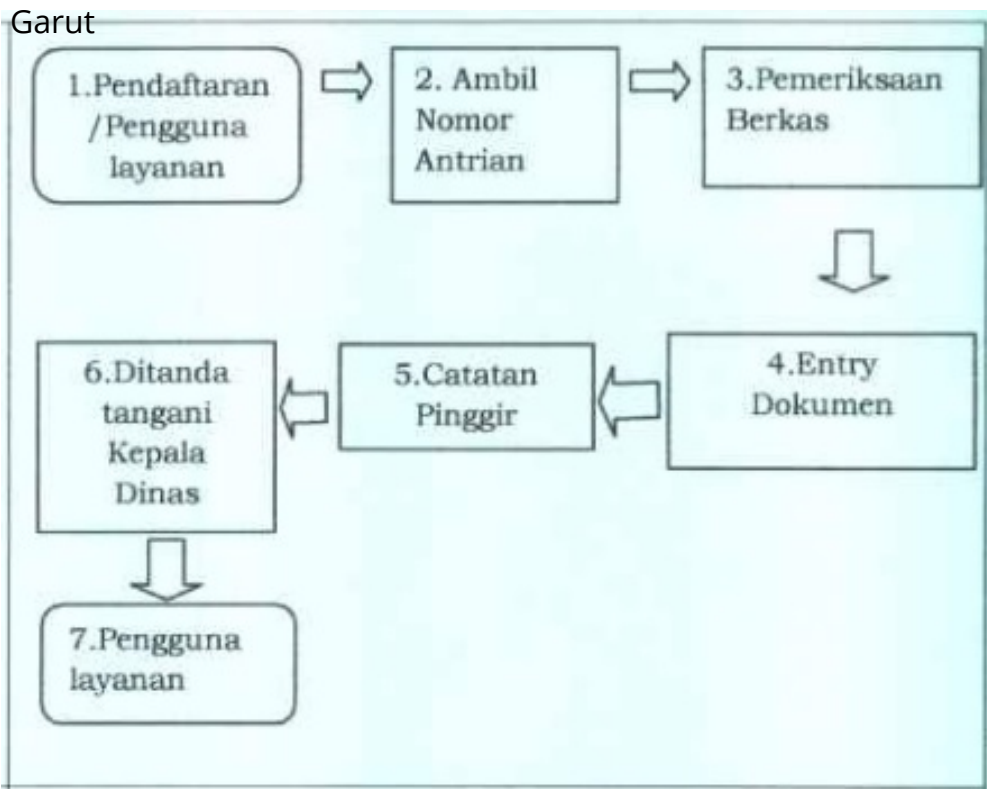 Garut
1.Pendaftaran
/Pengguna
layanan
2. Ambil
Nomor
Antrian
3.Pemeriksaan
Berkas
4.Entry
Dokumen
5.Catatan
Pinggir
6.Ditanda
tangani
Kepala
Dinas
7.Pengguna
layanan